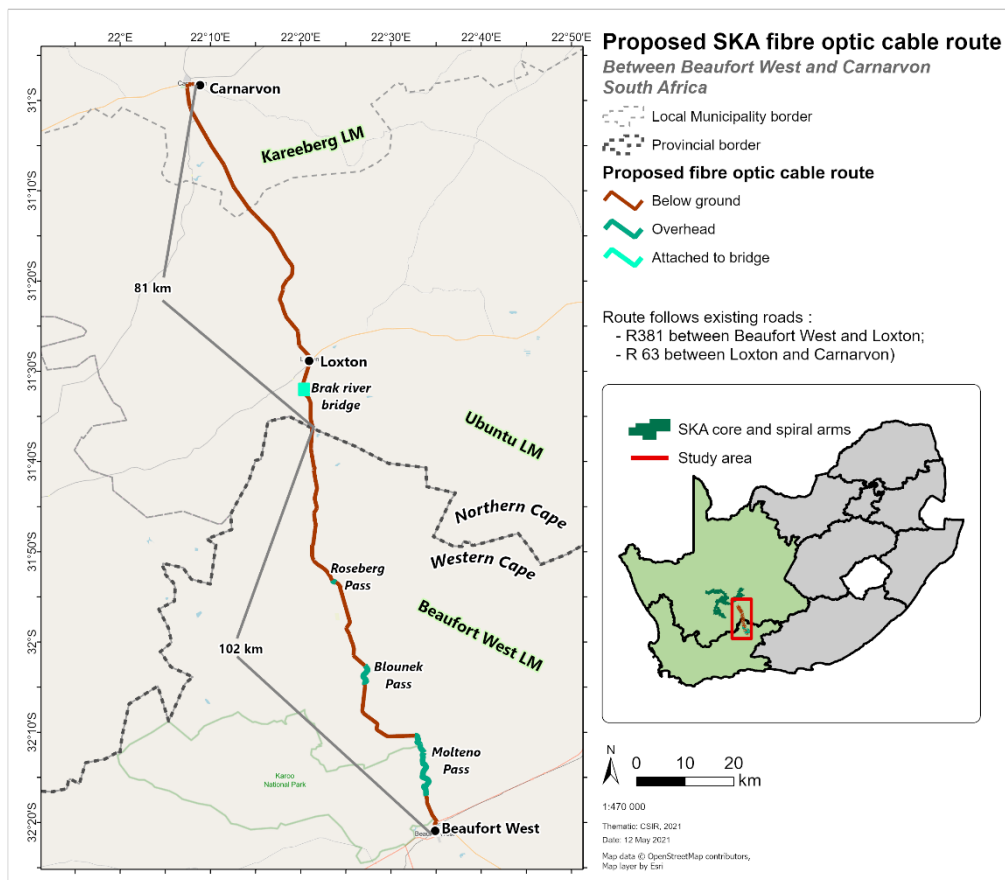 22°E
22°10'E
22°20'E
22°30'E
22°40'E
22°50'E
31°S
31°10'S
31°20'S
31°30'S
31°40'S
31°50'S
32°S
32°10'S
32°20'S
Carnarvon
Kareeberg LM
81 km
Loxton
Brak river
bridge
Ubuntu LM
Northern Cape
Western Cape
Roseberg
Pass
Beaufort West LM
102 km
Blounek
Pass
Molteno
Pass
Karoo
National Park
Beaufort West
Proposed SKA fibre optic cable route
Between Beaufort West and Carnarvon
South Africa
Local Municipality border
Provincial border
Proposed fibre optic cable route
Below ground
Overhead
Attached to bridge
Route follows existing roads :
- R381 between Beaufort West and Loxton;
- R 63 between Loxton and Carnarvon)
SKA core and spiral arms
Study area
N
0 10 20
km
1:470 000
Thematic: CSIR, 2021
Date: 12 May 2021
Map data © OpenStreetMap contributors,
Map layer by Esri